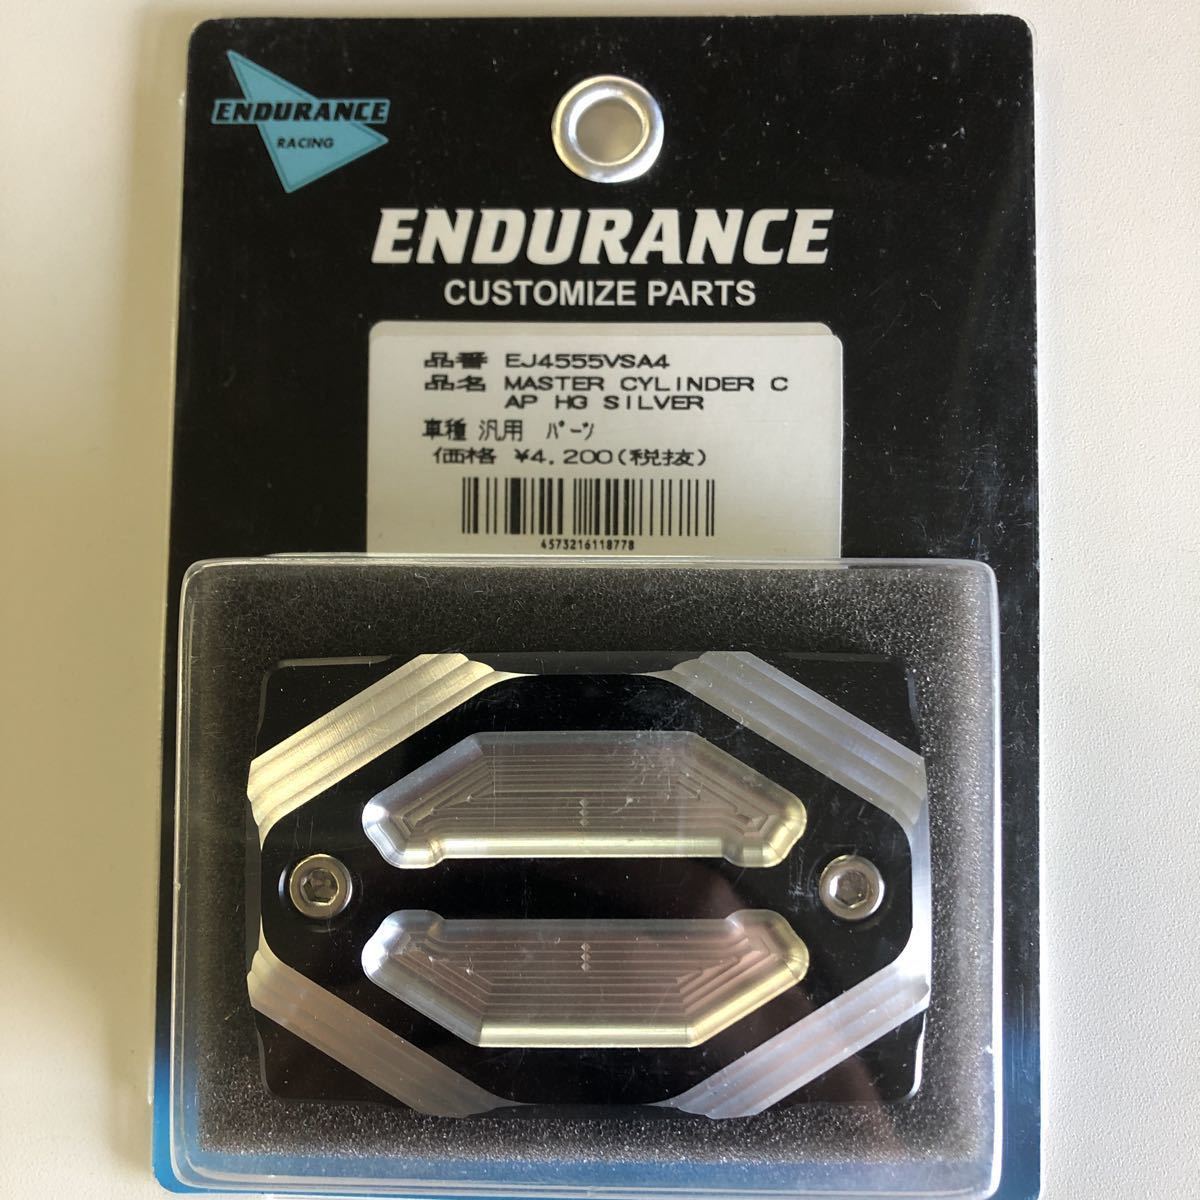 ENDURANCE
RACING
ENDURANCE
CUSTOMIZE PARTS
品番 EJ4555VSA4
品名 MASTER CYLINDER C
AP HG SILVER
車種 汎用 パーツ
価格 ¥4,200(税抜)
4573216118778